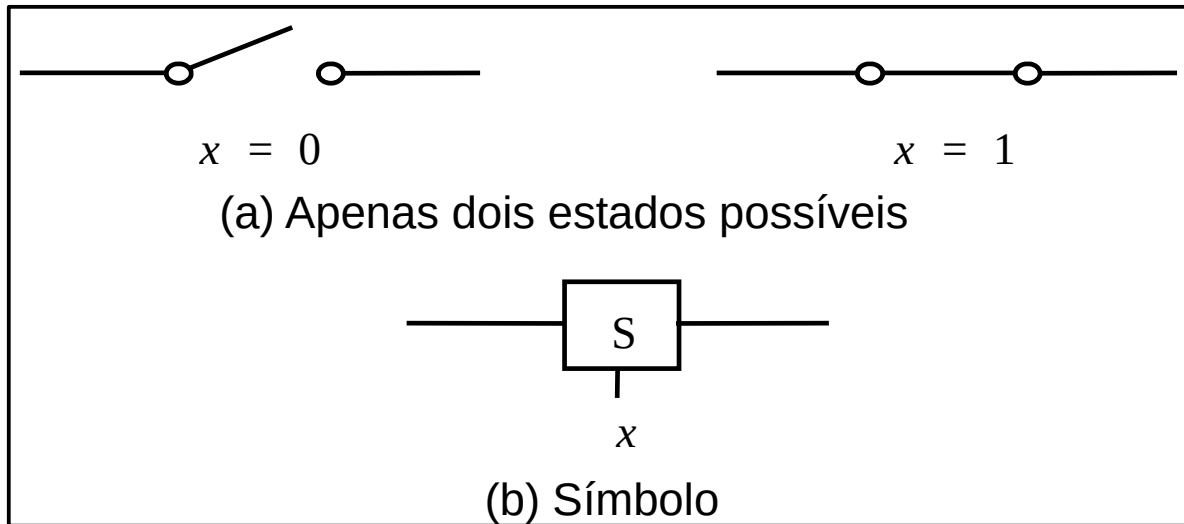 x = 0 x = 1
(a) Apenas dois estados possíveis
S
x
(b) Símbolo